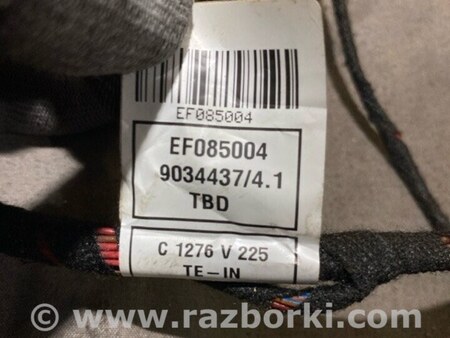 EF085004
EF085004
9034437/4.1
TBD
C 1276 V 225
TE-IN
© www.razborki.com